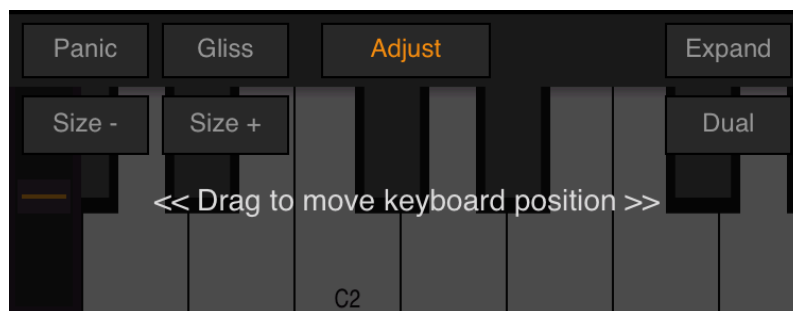 Panic Gliss Adjust Expand
Size - Size + Dual
<< Drag to move keyboard position >>
C2